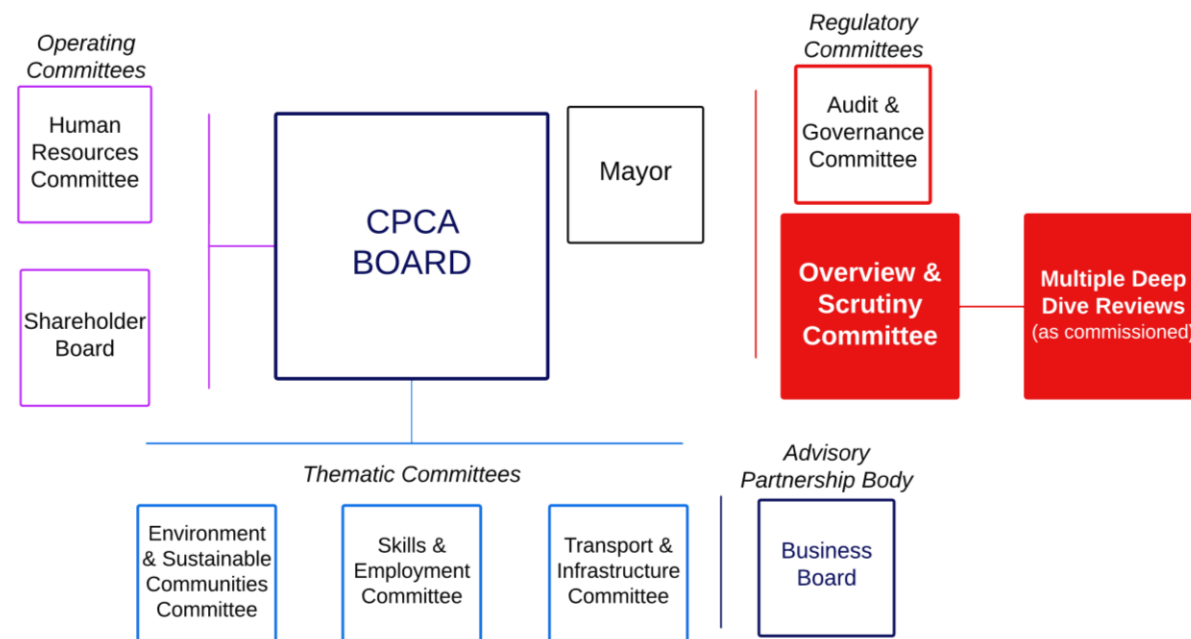 Operating
Committees
Human
Resources
Committee
Shareholder
Board
CPCA
BOARD
Mayor
Regulatory
Committees
Audit &
Governance
Committee
Overview &
Scrutiny
Committee
Multiple Deep
Dive Reviews
(as commissioned)
Thematic Committees
Environment
& Sustainable
Communities
Committee
Skills &
Employment
Committee
Transport &
Infrastructure
Committee
Advisory
Partnership Body
Business
Board